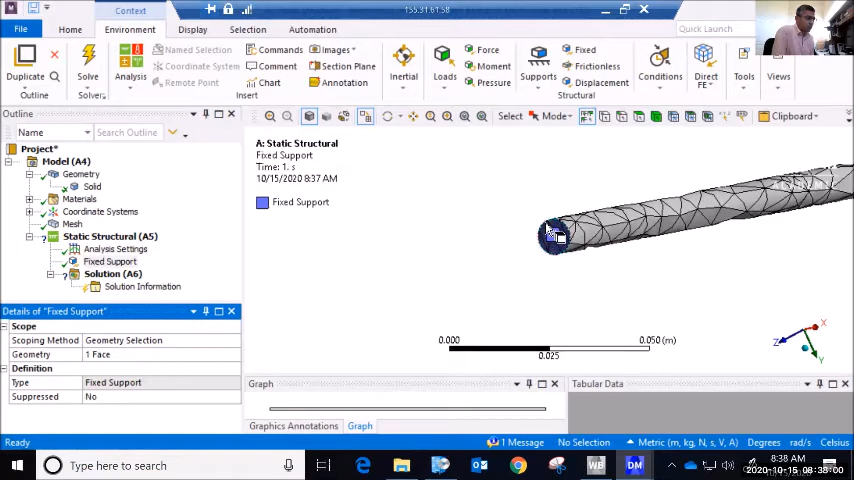 Context
155.31.61.58
File
Home
Environment
Display
Selection
Automation
Quick Launch
Duplicate
Outline
Solve
Solver
Analysis
Named Selection
Coordinate System
Remote Point
Commands
Comment
Chart
Images
Section Plane
Annotation
Insert
Inertial
Loads
Force
Moment
Pressure
Supports
Fixed
Frictionless
Displacement
Structural
Conditions
Direct
FE
Tools
Views
Outline
Name
Search Outline
Select
Mode
Clipboard
Project*
Model (A4)
Geometry
Solid
Materials
Coordinate Systems
Mesh
Static Structural (A5)
Analysis Settings
Fixed Support
Solution (A6)
Solution Information
A: Static Structural
Fixed Support
Time: 1. s
10/15/2020 8:37 AM
Fixed Support
0.000
0.050 (m)
0.025
X
Z
Y
Details of "Fixed Support"
Scope
Scoping Method
Geometry Selection
Geometry
1 Face
Definition
Type
Fixed Support
Suppressed
No
Graph
Tabular Data
Graphics Annotations
Graph
Ready
1 Message
No Selection
Metric (m, kg, N, s, V, A)
Degrees
rad/s
Celsius
Type here to search
WB
DM
8:38 AM
2020-10-15 08:38:00